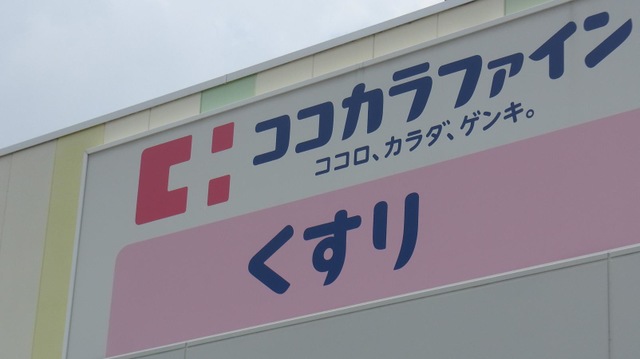 ココカラファイン
ココロ、カラダ、ゲンキ。
くすり